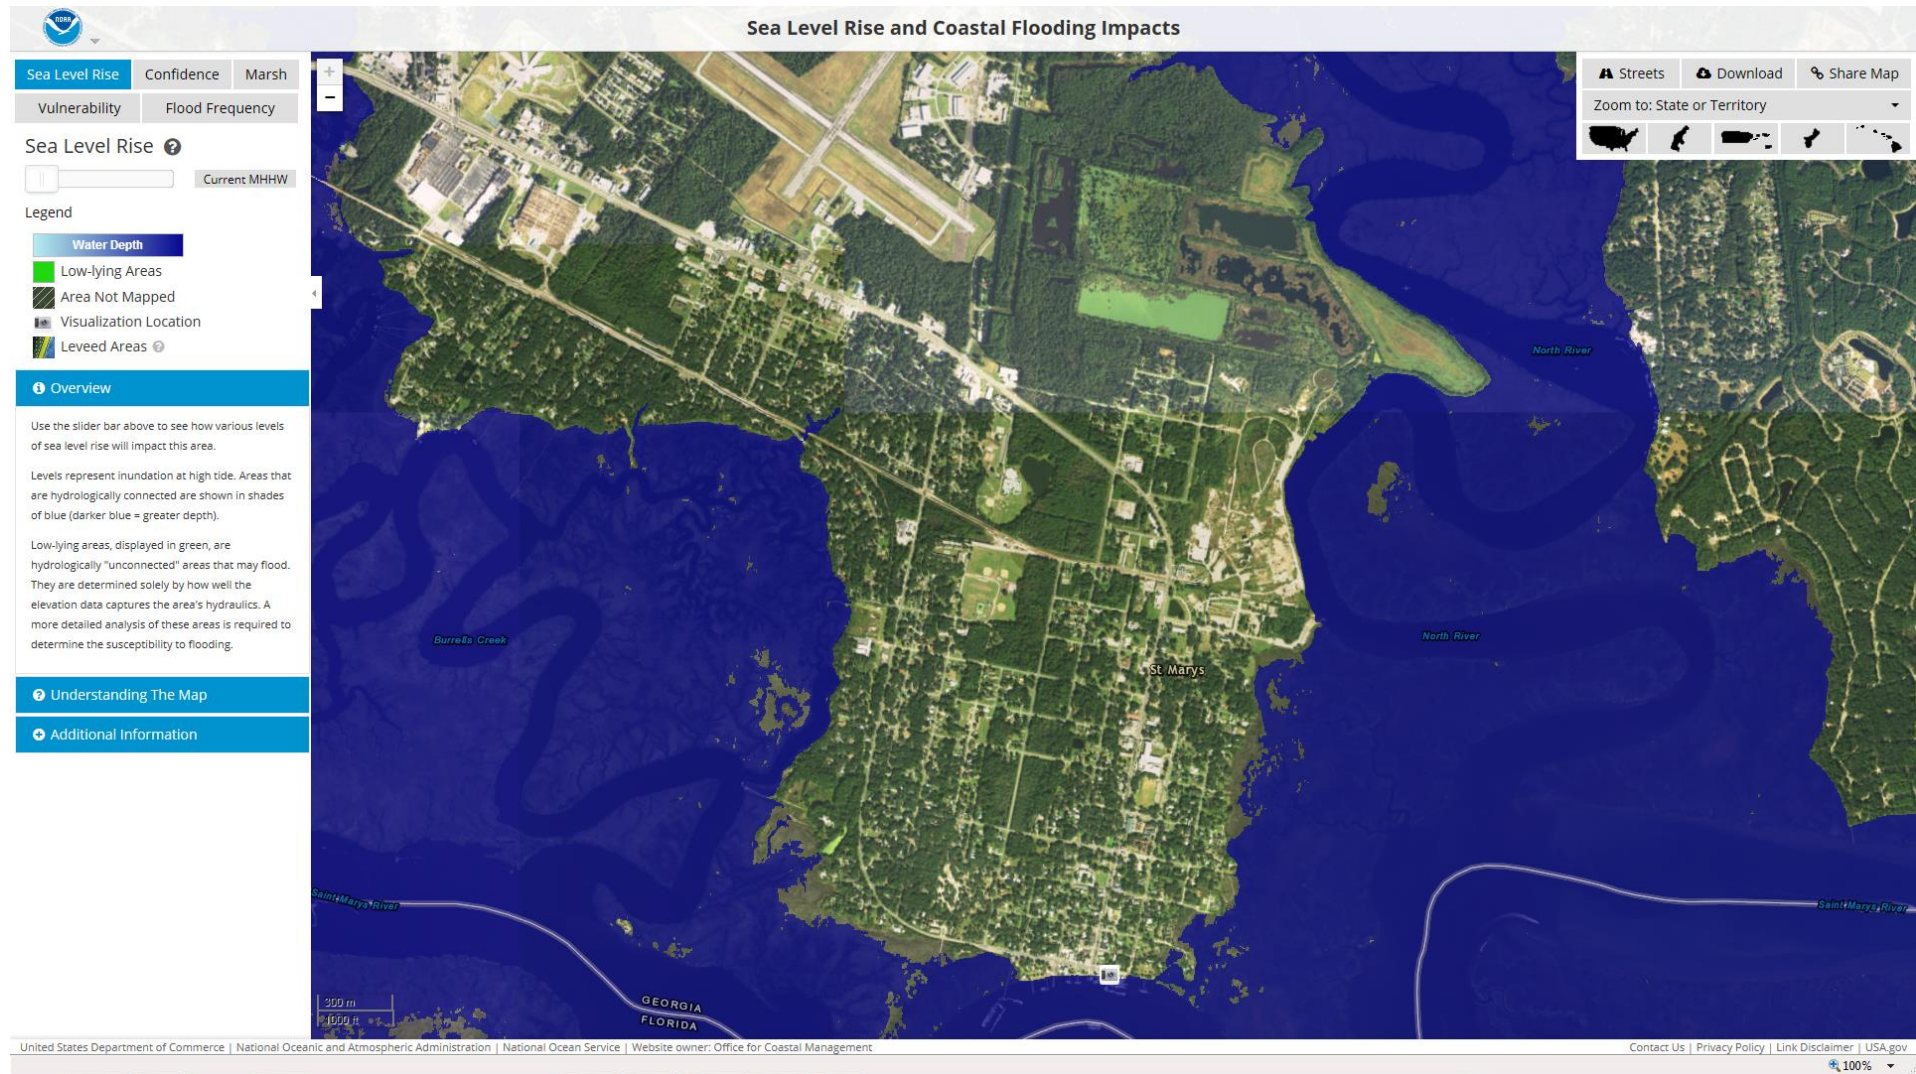 NOAA
Sea Level Rise and Coastal Flooding Impacts
Sea Level Rise
Confidence
Marsh
Vulnerability
Flood Frequency
Sea Level Rise ?
Current MHHW
Legend
Water Depth
Low-lying Areas
Area Not Mapped
Visualization Location
Leveed Areas ?
Overview
Use the slider bar above to see how various levels
of sea level rise will impact this area.
Levels represent inundation at high tide. Areas that
are hydrologically connected are shown in shades
of blue (darker blue = greater depth).
Low-lying areas, displayed in green, are
hydrologically "unconnected" areas that may flood.
They are determined solely by how well the
elevation data captures the area's hydraulics. A
more detailed analysis of these areas is required to
determine the susceptibility to flooding.
Understanding The Map
Additional Information
+
−
Streets
Download
Share Map
Zoom to: State or Territory
North River
Burrells Creek
North River
St Marys
Saint Marys River
Saint Marys River
GEORGIA
FLORIDA
300 m
1000 ft
United States Department of Commerce | National Oceanic and Atmospheric Administration | National Ocean Service | Website owner: Office for Coastal Management
Contact Us | Privacy Policy | Link Disclaimer | USA.gov
100%